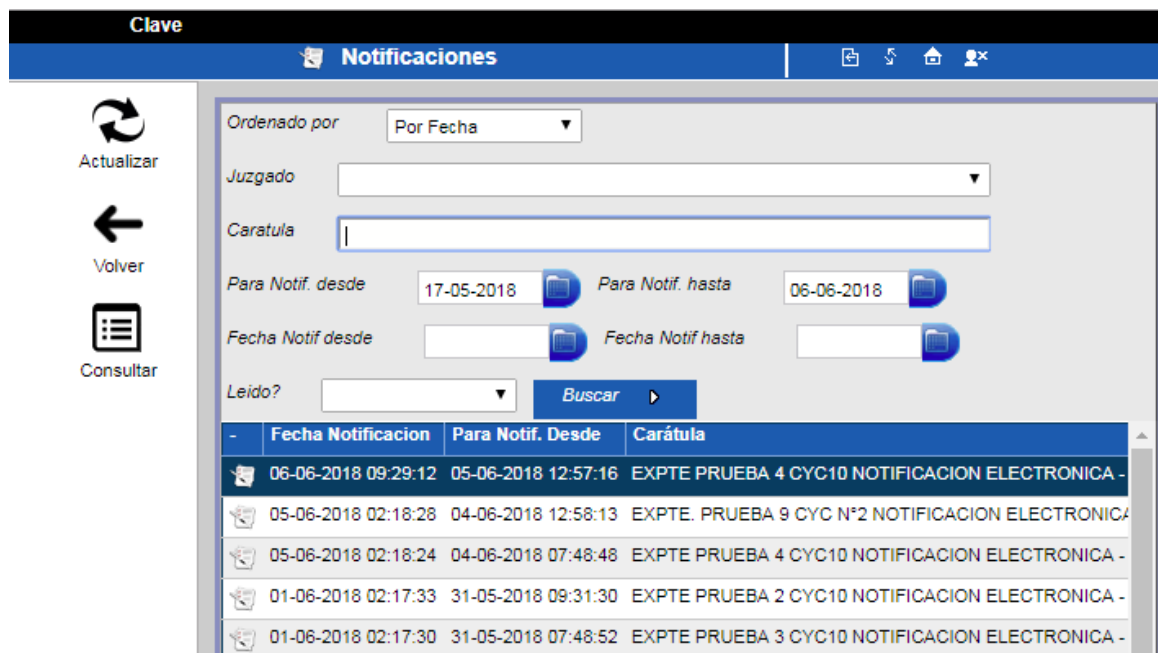 Clave
Notificaciones
Actualizar
Volver
Consultar
Ordenado por Por Fecha
Juzgado
Caratula
Para Notif. desde 17-05-2018 Para Notif. hasta 06-06-2018
Fecha Notif desde Fecha Notif hasta
Leido? Buscar
- Fecha Notificacion Para Notif. Desde Carátula
06-06-2018 09:29:12 05-06-2018 12:57:16 EXPTE PRUEBA 4 CYC10 NOTIFICACION ELECTRONICA -
05-06-2018 02:18:28 04-06-2018 12:58:13 EXPTE. PRUEBA 9 CYC N°2 NOTIFICACION ELECTRONICA
05-06-2018 02:18:24 04-06-2018 07:48:48 EXPTE PRUEBA 4 CYC10 NOTIFICACION ELECTRONICA -
01-06-2018 02:17:33 31-05-2018 09:31:30 EXPTE PRUEBA 2 CYC10 NOTIFICACION ELECTRONICA -
01-06-2018 02:17:30 31-05-2018 07:48:52 EXPTE PRUEBA 3 CYC10 NOTIFICACION ELECTRONICA -